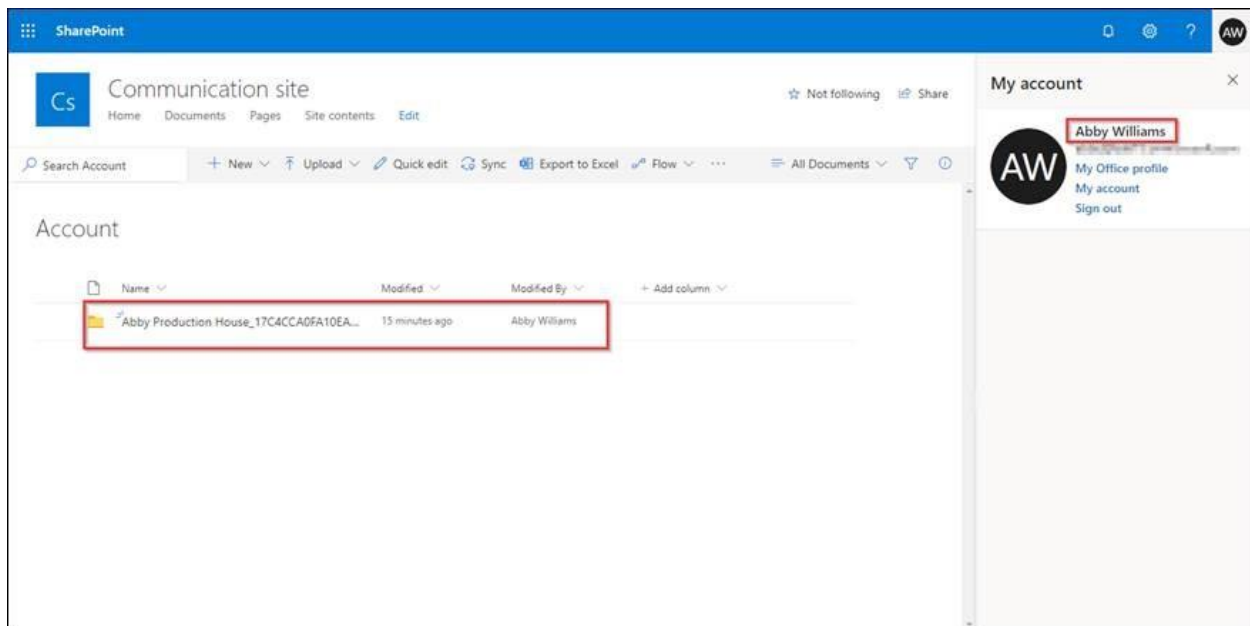 SharePoint
?
AW
Cs
Communication site
Home Documents Pages Site contents Edit
Not following Share
My account
Abby Williams
AW
My Office profile
My account
Sign out
Search Account
+ New Upload Quick edit Sync Export to Excel Flow ··· All Documents
Account
Name Modified Modified By + Add column
Abby Production House_17C4CCA0FA10EA... 15 minutes ago Abby Williams